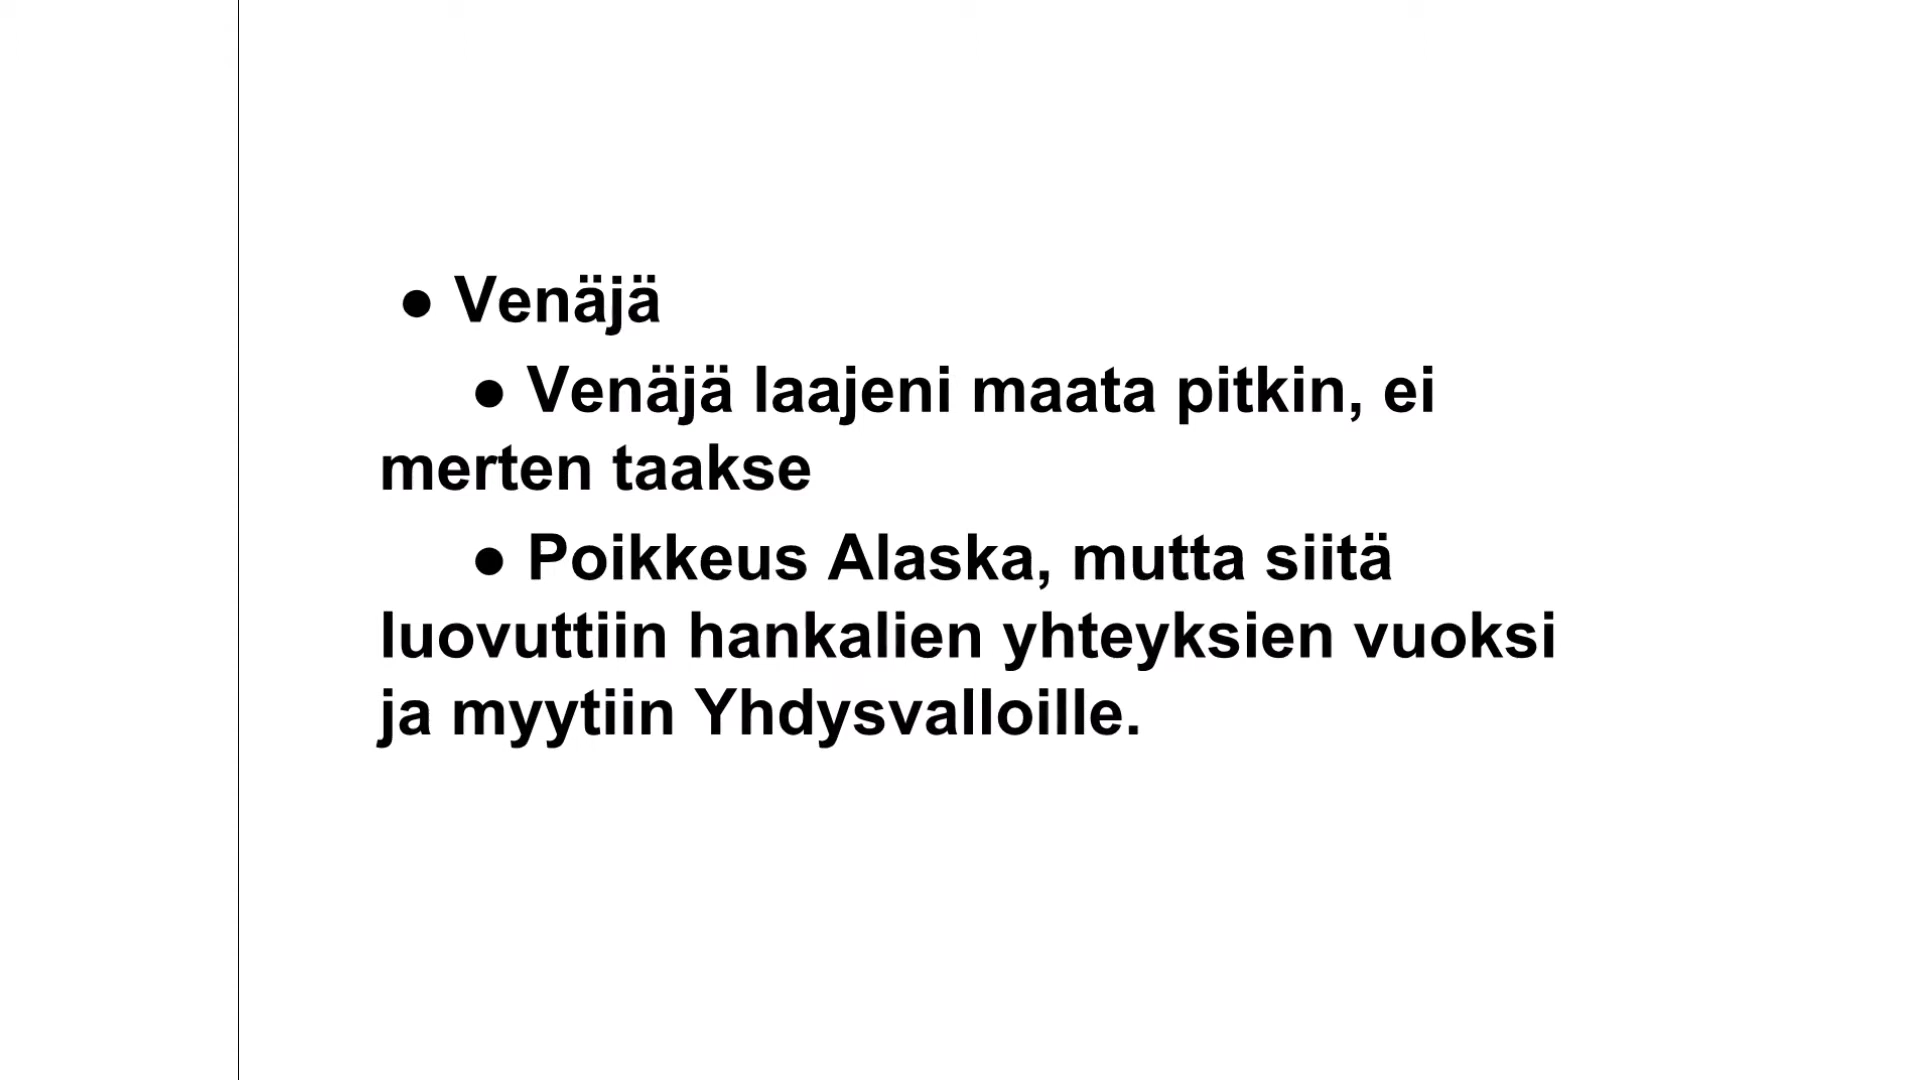 ● Venäjä
● Venäjä laajeni maata pitkin, ei
merten taakse
● Poikkeus Alaska, mutta siitä
luovuttiin hankalien yhteyksien vuoksi
ja myytiin Yhdysvalloille.